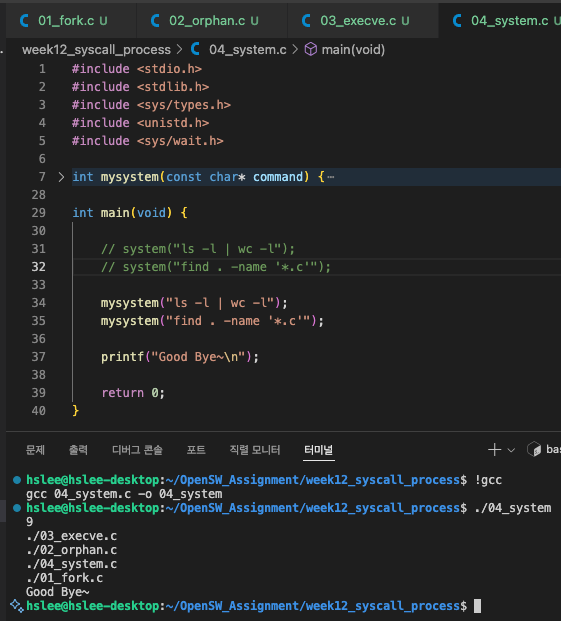 01_fork.c U
02_orphan.c U
03_execve.c U
04_system.c U
week12_syscall_process > 04_system.c > main(void)
1 #include <stdio.h>
2 #include <stdlib.h>
3 #include <sys/types.h>
4 #include <unistd.h>
5 #include <sys/wait.h>
6
7 > int mysystem(const char* command) {⋯
28
29 int main(void) {
30
31 // system("ls -l | wc -l");
32 // system("find . -name '*.c'");
33
34 mysystem("ls -l | wc -l");
35 mysystem("find . -name '*.c'");
36
37 printf("Good Bye~\n");
38
39 return 0;
40 }
문제 출력 디버그 콘솔 포트 직렬 모니터 터미널
hslee@hslee-desktop:~/OpenSW_Assignment/week12_syscall_process$ !gcc
gcc 04_system.c -o 04_system
hslee@hslee-desktop:~/OpenSW_Assignment/week12_syscall_process$ ./04_system
9
./03_execve.c
./02_orphan.c
./04_system.c
./01_fork.c
Good Bye~
hslee@hslee-desktop:~/OpenSW_Assignment/week12_syscall_process$